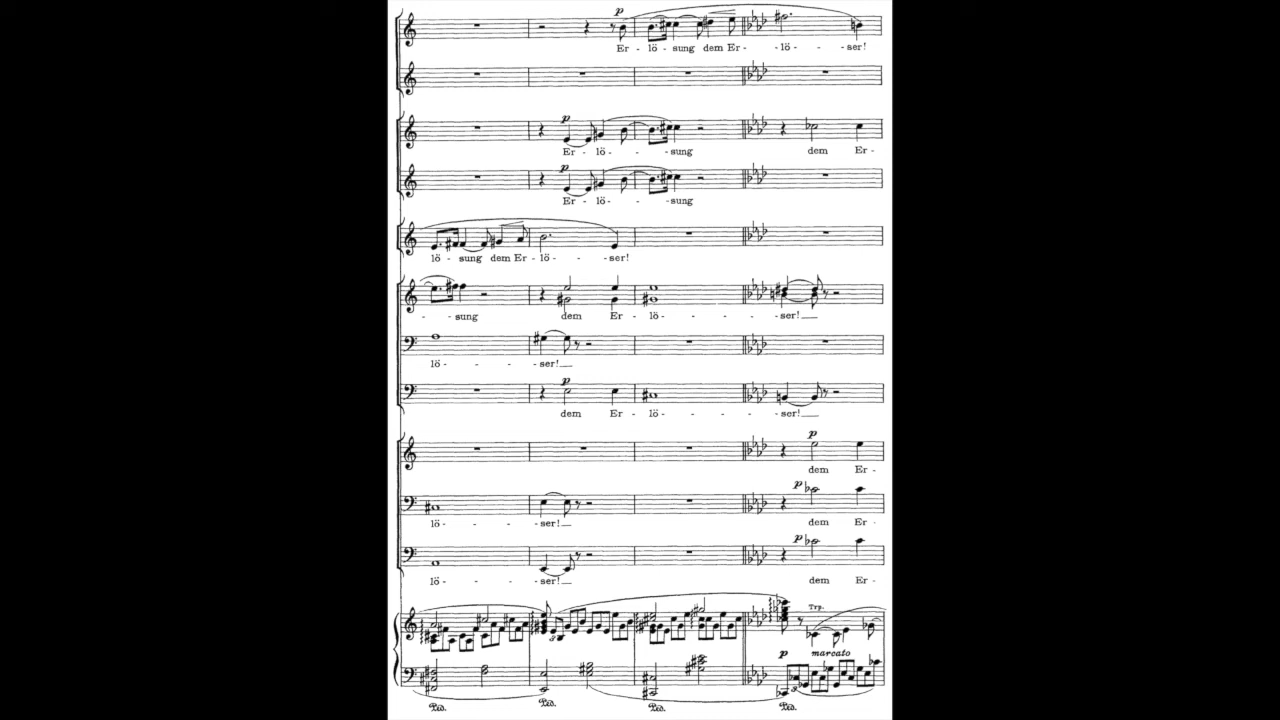 p
Er - lö - sung dem Er - - lö - - ser!
p
Er - lö - - - sung dem Er -
p
Er - lö - - - sung
lö - sung dem Er - lö - - - ser!
- - sung dem Er - lö - - - - ser!
lö - - - - ser!
p
dem Er - lö - - - - ser!
p
dem Er -
p
lö - - - - ser! dem Er -
p
lö - - - - ser! dem Er -
3
Trp.
p marcato
3
Ped. Ped. Ped. Ped.